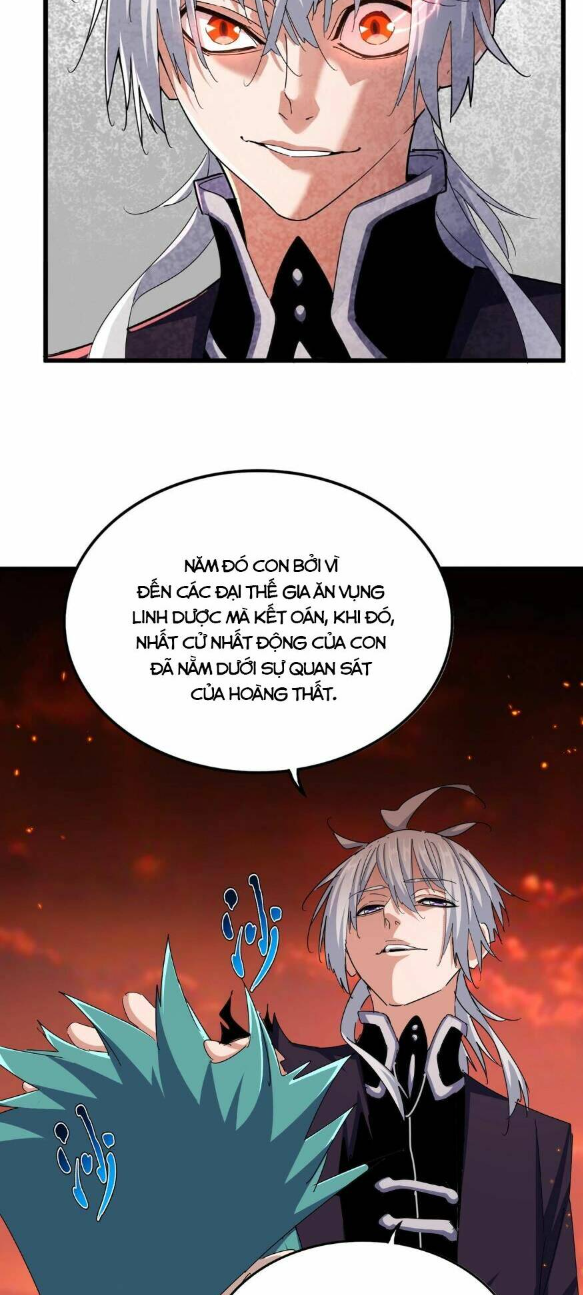 NĂM ĐÓ CON BỞI VÌ
ĐẾN CÁC ĐẠI THẾ GIA ĂN VỤNG
LINH DƯỢC MÀ KẾT OÁN, KHI ĐÓ,
NHẤT CỬ NHẤT ĐỘNG CỦA CON
ĐÃ NẰM DƯỚI SỰ QUAN SÁT
CỦA HOÀNG THẤT.